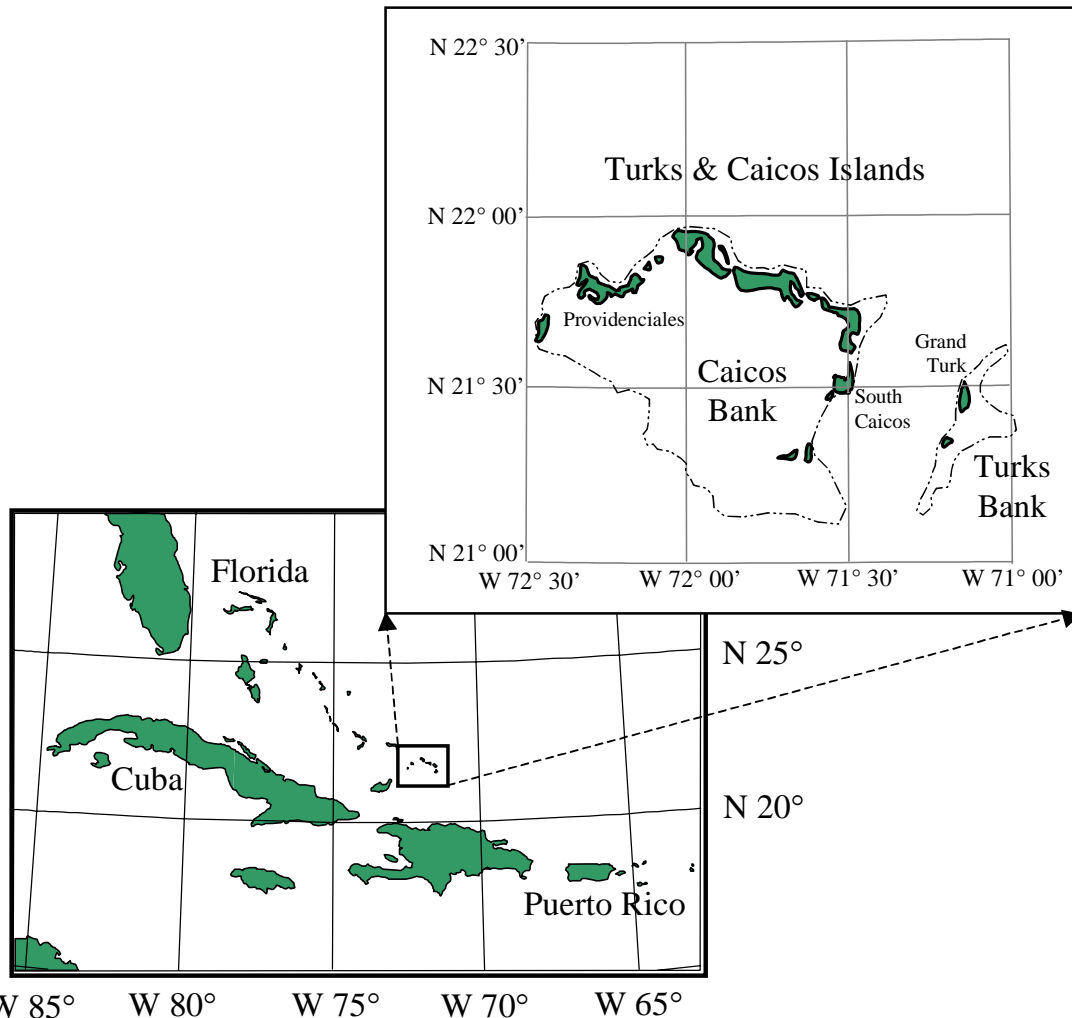 N 22° 30’
Turks & Caicos Islands
N 22° 00’
Providenciales
Grand
Turk
Caicos
Bank
N 21° 30’
South
Caicos
Turks
Bank
N 21° 00’
W 72° 30’
W 72° 00’
W 71° 30’
W 71° 00’
Florida
N 25°
Cuba
N 20°
Puerto Rico
W 85°
W 80°
W 75°
W 70°
W 65°